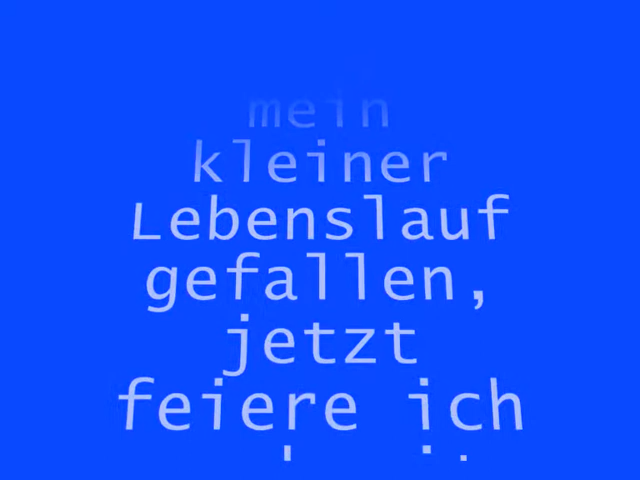 mein
kleiner
Lebenslauf
gefallen,
jetzt
feiere ich